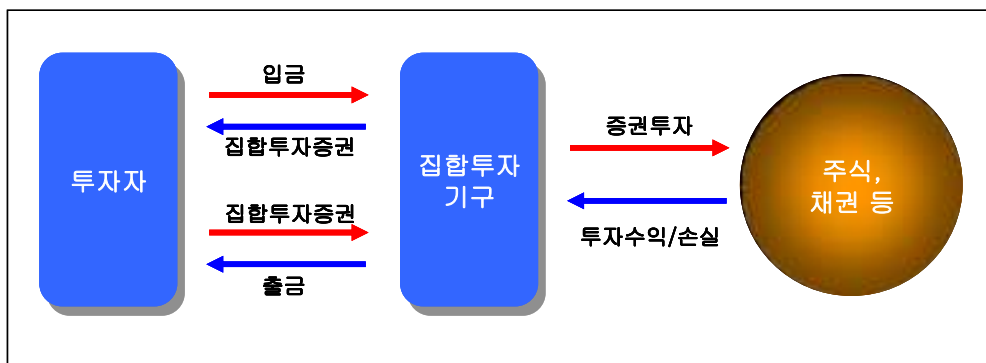 투자자
입금
집합투자증권
집합투자증권
출금
집합투자
기구
증권투자
투자수익/손실
주식,
채권 등